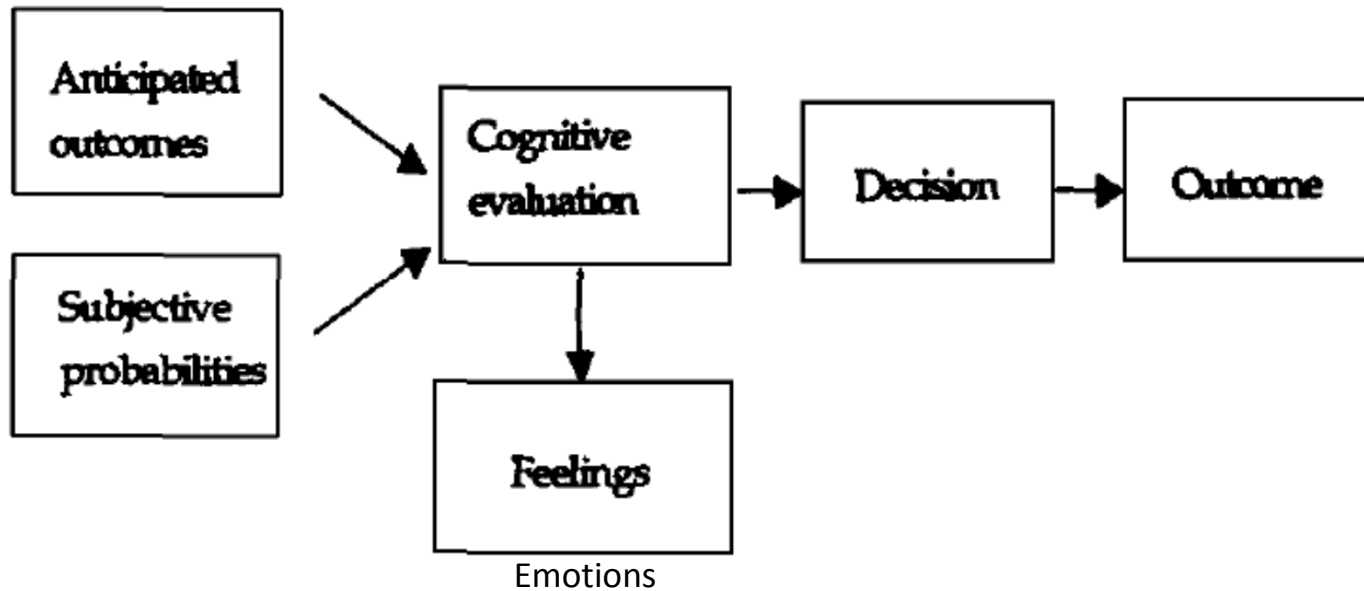 Anticipated
outcomes
Subjective
probabilities
Cognitive
evaluation
Decision
Outcome
Feelings
Emotions